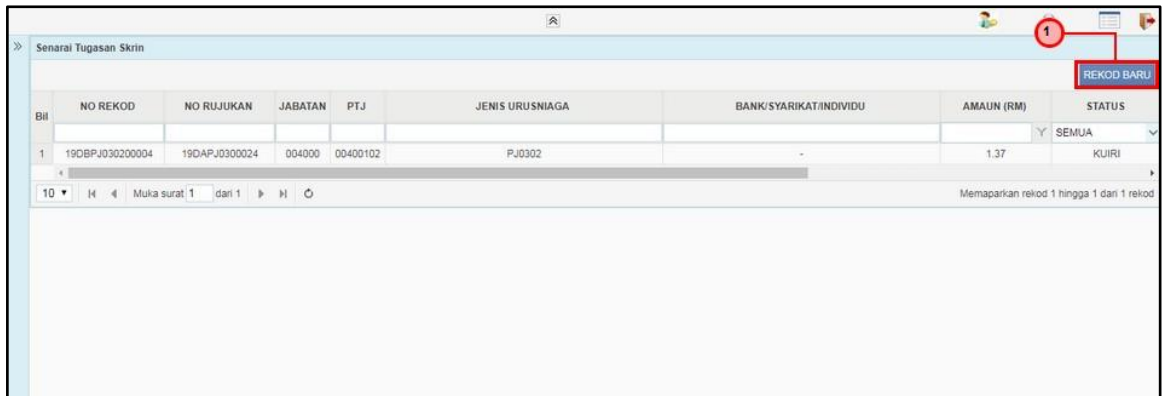 1
Senarai Tugasan Skrin
REKOD BARU
Bil NO REKOD NO RUJUKAN JABATAN PTJ JENIS URUSNIAGA BANK/SYARIKAT/INDIVIDU AMAUN (RM) STATUS
SEMUA
1 19DBPJ030200004 19DAPJ0300024 004000 00400102 PJ0302 - 1.37 KUIRI
10 Muka surat 1 dari 1 Memaparkan rekod 1 hingga 1 dari 1 rekod